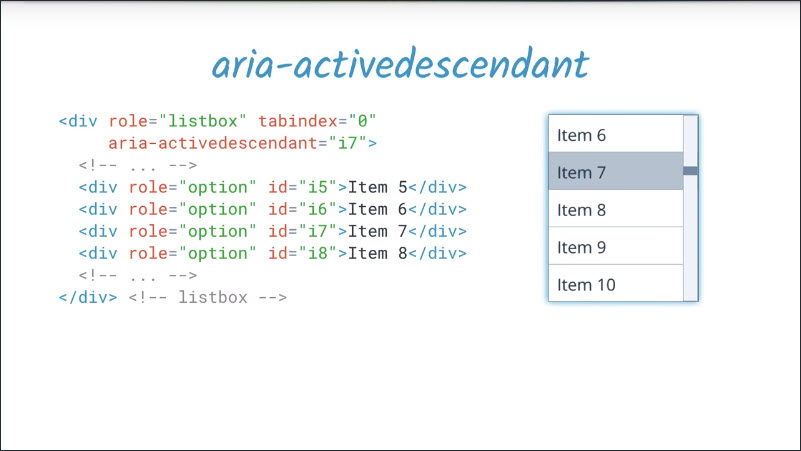 aria-activedescendant
<div role="listbox" tabindex="0"
aria-activedescendant="i7">
<!-- ... -->
<div role="option" id="i5">Item 5</div>
<div role="option" id="i6">Item 6</div>
<div role="option" id="i7">Item 7</div>
<div role="option" id="i8">Item 8</div>
<!-- ... -->
</div> <!-- listbox -->
Item 6
Item 7
Item 8
Item 9
Item 10